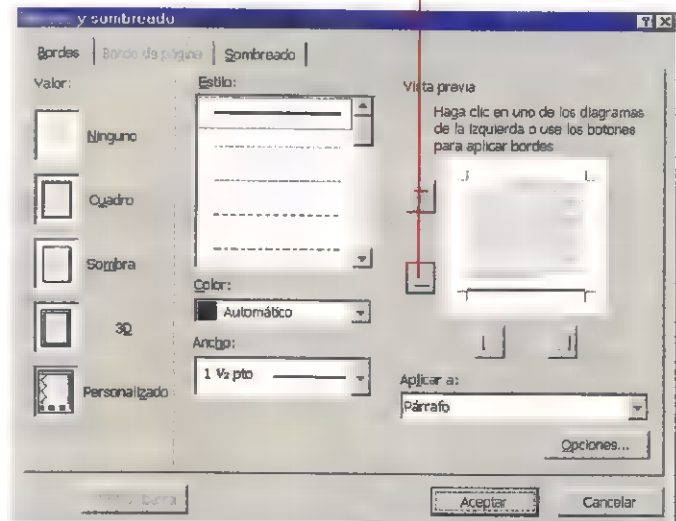 y sombreado
Bordes Borde de página Sombreado
Valor:
Ninguno
Cuadro
Sombra
3D
Personalizado
Estilo:
Color:
Automático
Ancho:
1 ½ pto
Vista previa
Haga clic en uno de los diagramas
de la izquierda o use los botones
para aplicar bordes
Aplicar a:
Párrafo
Opciones...
Aceptar Cancelar